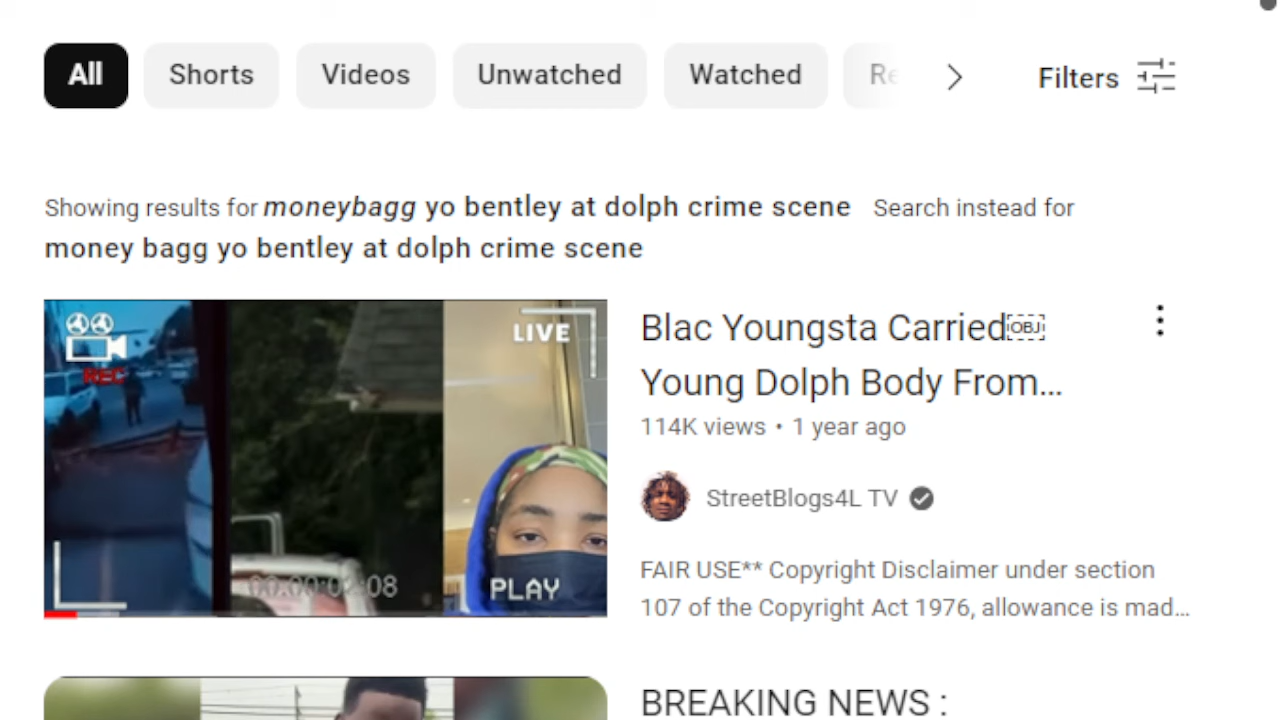 All
Shorts
Videos
Unwatched
Watched
Filters
Showing results for moneybagg yo bentley at dolph crime scene Search instead for
money bagg yo bentley at dolph crime scene
REC
LIVE
PLAY
Blac Youngsta Carried￼
Young Dolph Body From...
114K views • 1 year ago
StreetBlogs4L TV
FAIR USE** Copyright Disclaimer under section
107 of the Copyright Act 1976, allowance is mad...
BREAKING NEWS :